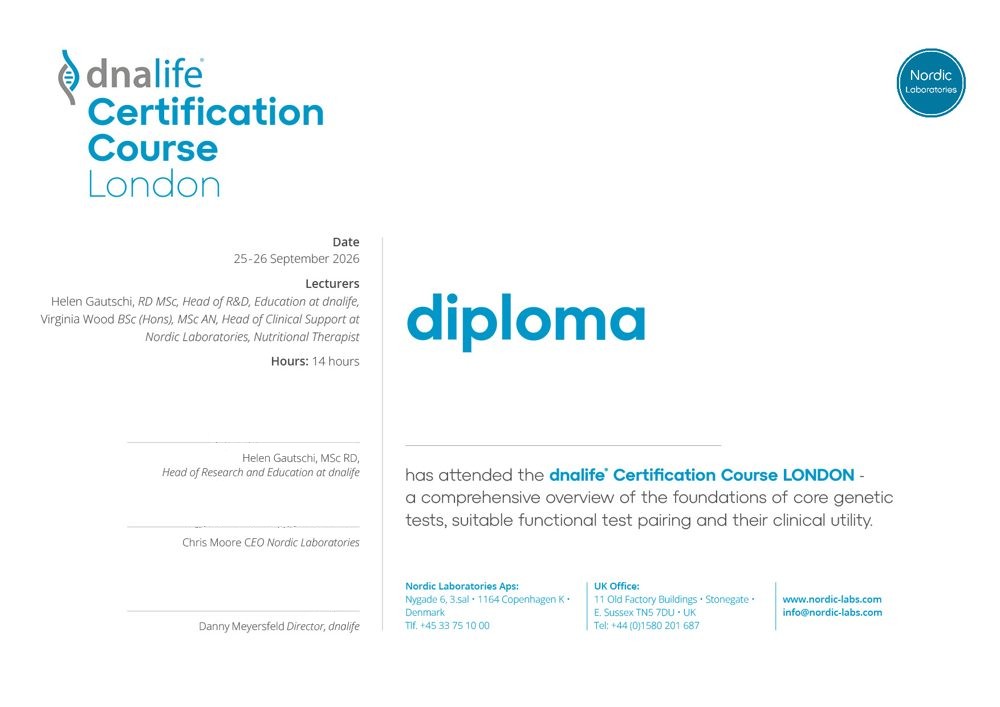 dnalife®
Certification
Course
London
Nordic
Laboratories
Date
25-26 September 2026
Lecturers
Helen Gautschi, RD MSc, Head of R&D, Education at dnalife,
Virginia Wood BSc (Hons), MSc AN, Head of Clinical Support at
Nordic Laboratories, Nutritional Therapist
Hours: 14 hours
Helen Gautschi, MSc RD,
Head of Research and Education at dnalife
Chris Moore CEO Nordic Laboratories
Danny Meyersfeld Director, dnalife
diploma
has attended the dnalife® Certification Course LONDON -
a comprehensive overview of the foundations of core genetic
tests, suitable functional test pairing and their clinical utility.
Nordic Laboratories Aps:
Nygade 6, 3.sal • 1164 Copenhagen K •
Denmark
Tlf. +45 33 75 10 00
UK Office:
11 Old Factory Buildings • Stonegate •
E. Sussex TN5 7DU • UK
Tel: +44 (0)1580 201 687
www.nordic-labs.com
info@nordic-labs.com